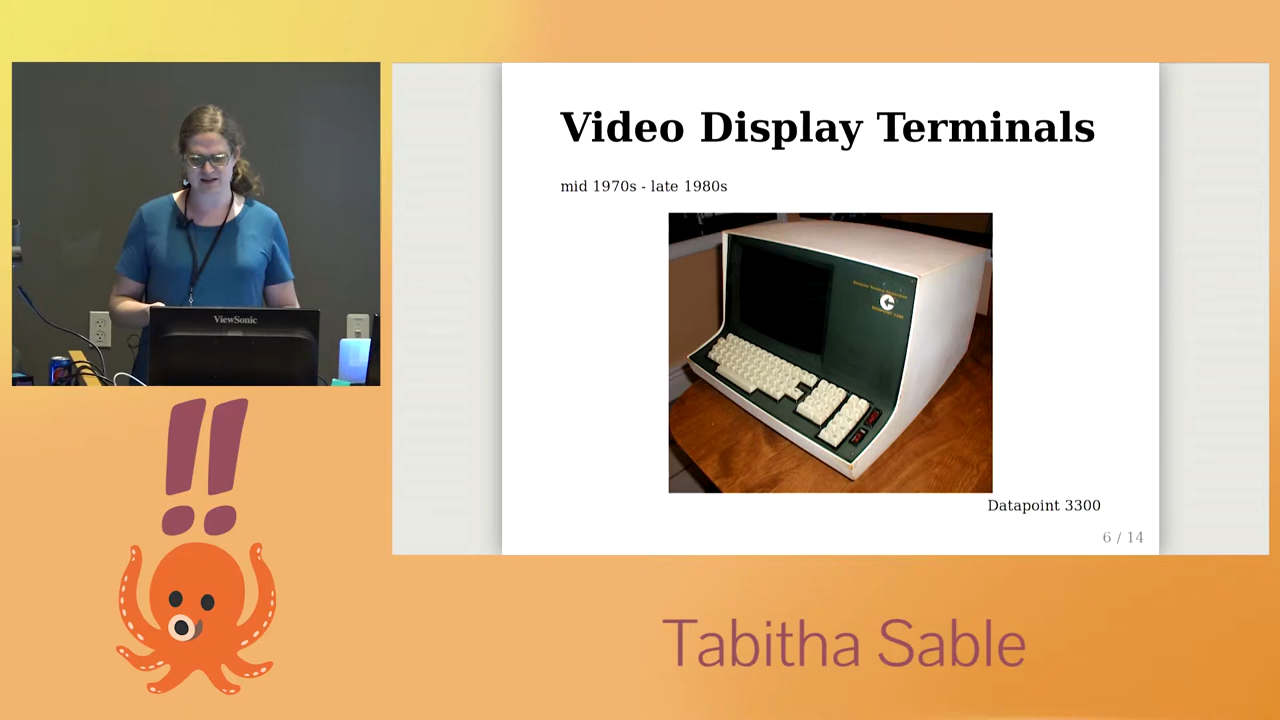 Video Display Terminals
mid 1970s - late 1980s
ViewSonic
!!
Datapoint 3300
6 / 14
Tabitha Sable